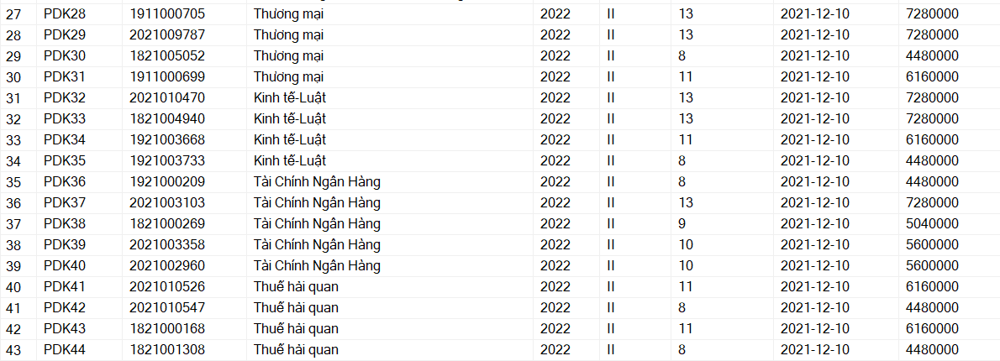 27 PDK28 1911000705 Thương mại 2022 II 13 2021-12-10 7280000
28 PDK29 2021009787 Thương mại 2022 II 13 2021-12-10 7280000
29 PDK30 1821005052 Thương mại 2022 II 8 2021-12-10 4480000
30 PDK31 1911000699 Thương mại 2022 II 11 2021-12-10 6160000
31 PDK32 2021010470 Kinh tế-Luật 2022 II 13 2021-12-10 7280000
32 PDK33 1821004940 Kinh tế-Luật 2022 II 13 2021-12-10 7280000
33 PDK34 1921003668 Kinh tế-Luật 2022 II 11 2021-12-10 6160000
34 PDK35 1921003733 Kinh tế-Luật 2022 II 8 2021-12-10 4480000
35 PDK36 1921000209 Tài Chính Ngân Hàng 2022 II 8 2021-12-10 4480000
36 PDK37 2021003103 Tài Chính Ngân Hàng 2022 II 13 2021-12-10 7280000
37 PDK38 1821000269 Tài Chính Ngân Hàng 2022 II 9 2021-12-10 5040000
38 PDK39 2021003358 Tài Chính Ngân Hàng 2022 II 10 2021-12-10 5600000
39 PDK40 2021002960 Tài Chính Ngân Hàng 2022 II 10 2021-12-10 5600000
40 PDK41 2021010526 Thuế hải quan 2022 II 11 2021-12-10 6160000
41 PDK42 2021010547 Thuế hải quan 2022 II 8 2021-12-10 4480000
42 PDK43 1821000168 Thuế hải quan 2022 II 11 2021-12-10 6160000
43 PDK44 1821001308 Thuế hải quan 2022 II 8 2021-12-10 4480000